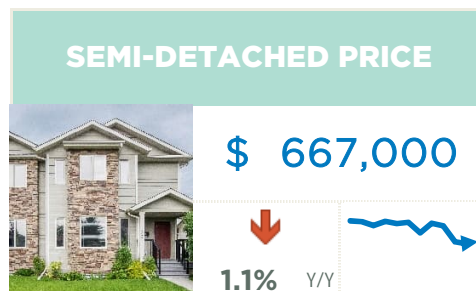 SEMI-DETACHED PRICE
$ 667,000
1.1% Y/Y